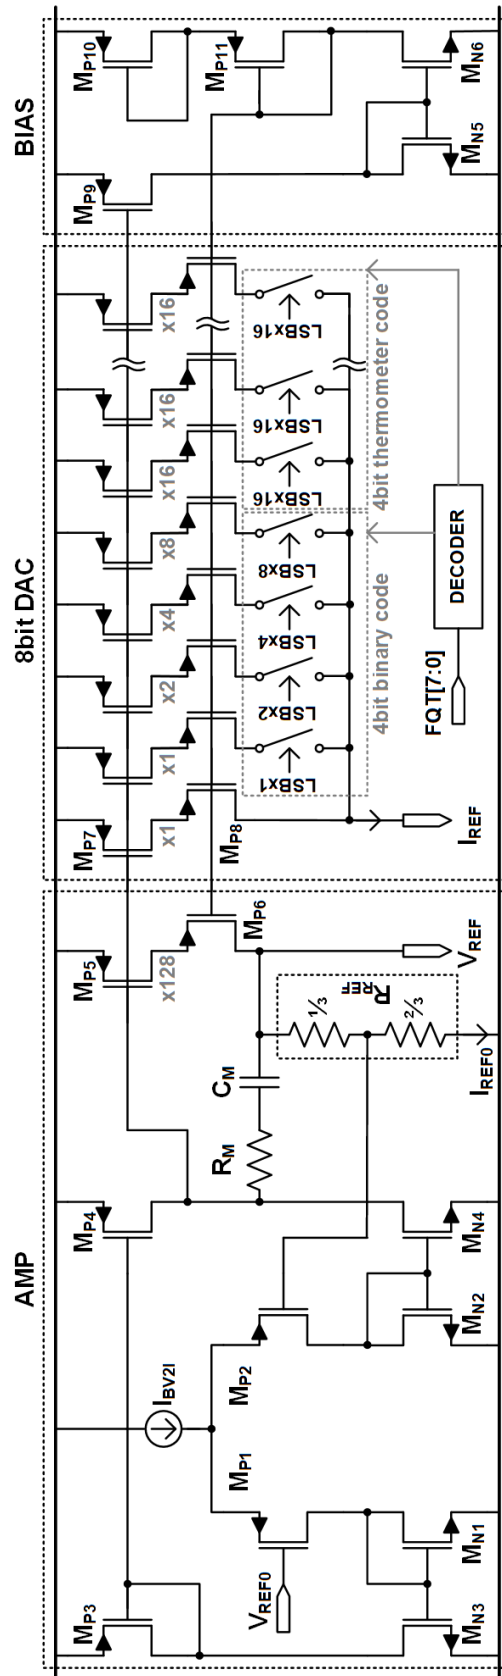 AMP
8bit DAC
BIAS
MP3
MP4
MP5
x128
MP7
x1
x1
x2
x4
x8
x16
x16
x16
MP9
MP10
MP11
IBV2I
MP1
MP2
VREF0
RM
CM
MP6
MP8
LSBx1
LSBx2
LSBx4
LSBx8
LSBx16
LSBx16
LSBx16
4bit binary code
4bit thermometer code
⅓
RREF
⅔
DECODER
FQT[7:0]
MN3
MN1
MN2
MN4
IREF0
VREF
IREF
MN5
MN6